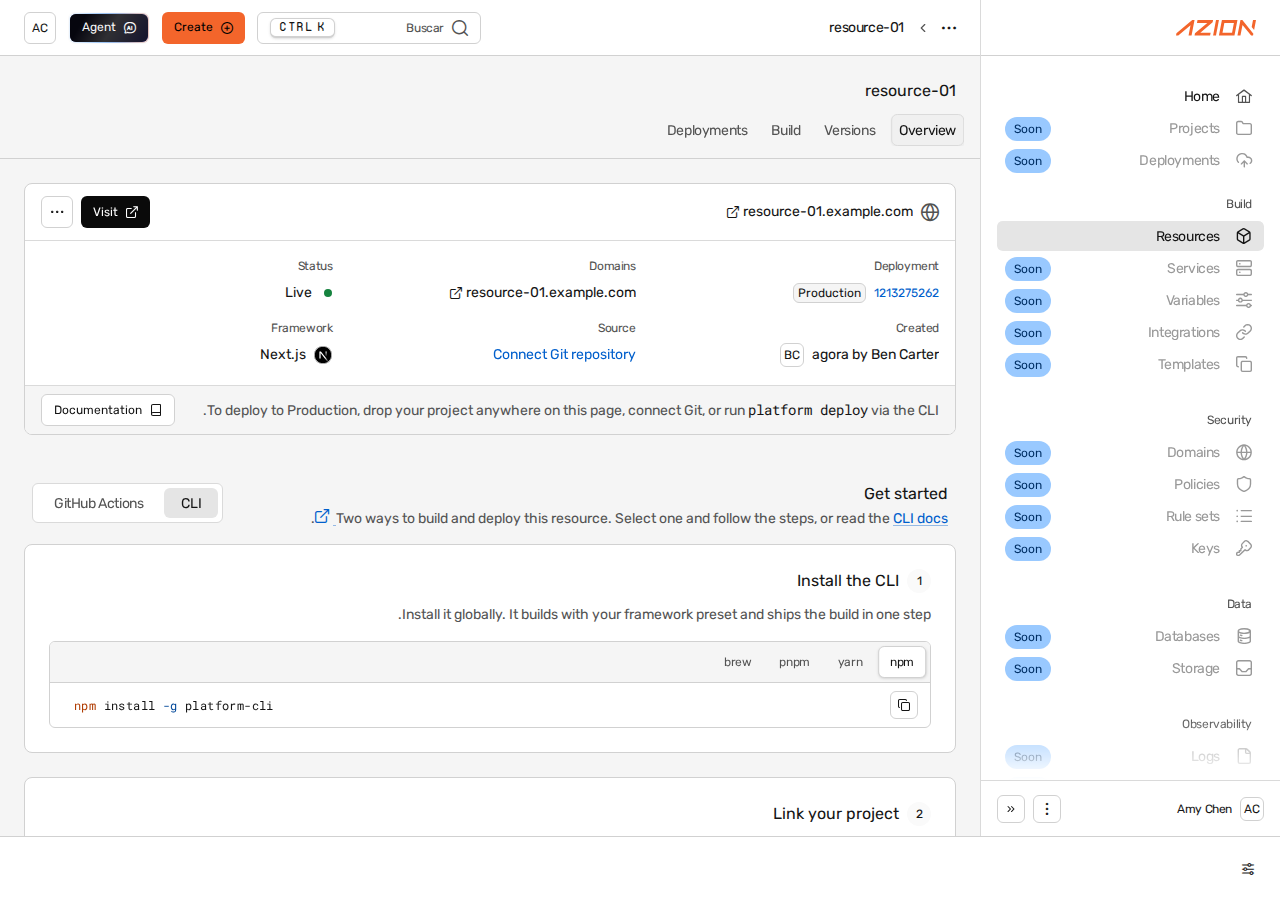 AZION
Home
Projects
Soon
Deployments
Soon
Build
Resources
Services
Soon
Variables
Soon
Integrations
Soon
Templates
Soon
Security
Domains
Soon
Policies
Soon
Rule sets
Soon
Keys
Soon
Data
Databases
Soon
Storage
Soon
Observability
Logs
Soon
AC
Amy Chen
resource-01
Buscar
CTRL K
Create
Agent
AC
resource-01
Overview
Versions
Build
Deployments
resource-01.example.com
Visit
Deployment
1213275262
Production
Domains
resource-01.example.com
Status
Live
Created
agora by Ben Carter
BC
Source
Connect Git repository
Framework
Next.js
.To deploy to Production, drop your project anywhere on this page, connect Git, or run platform deploy via the CLI
Documentation
Get started
.Two ways to build and deploy this resource. Select one and follow the steps, or read the CLI docs
CLI
GitHub Actions
1
Install the CLI
.Install it globally. It builds with your framework preset and ships the build in one step
npm
yarn
pnpm
brew
npm install -g platform-cli
2
Link your project